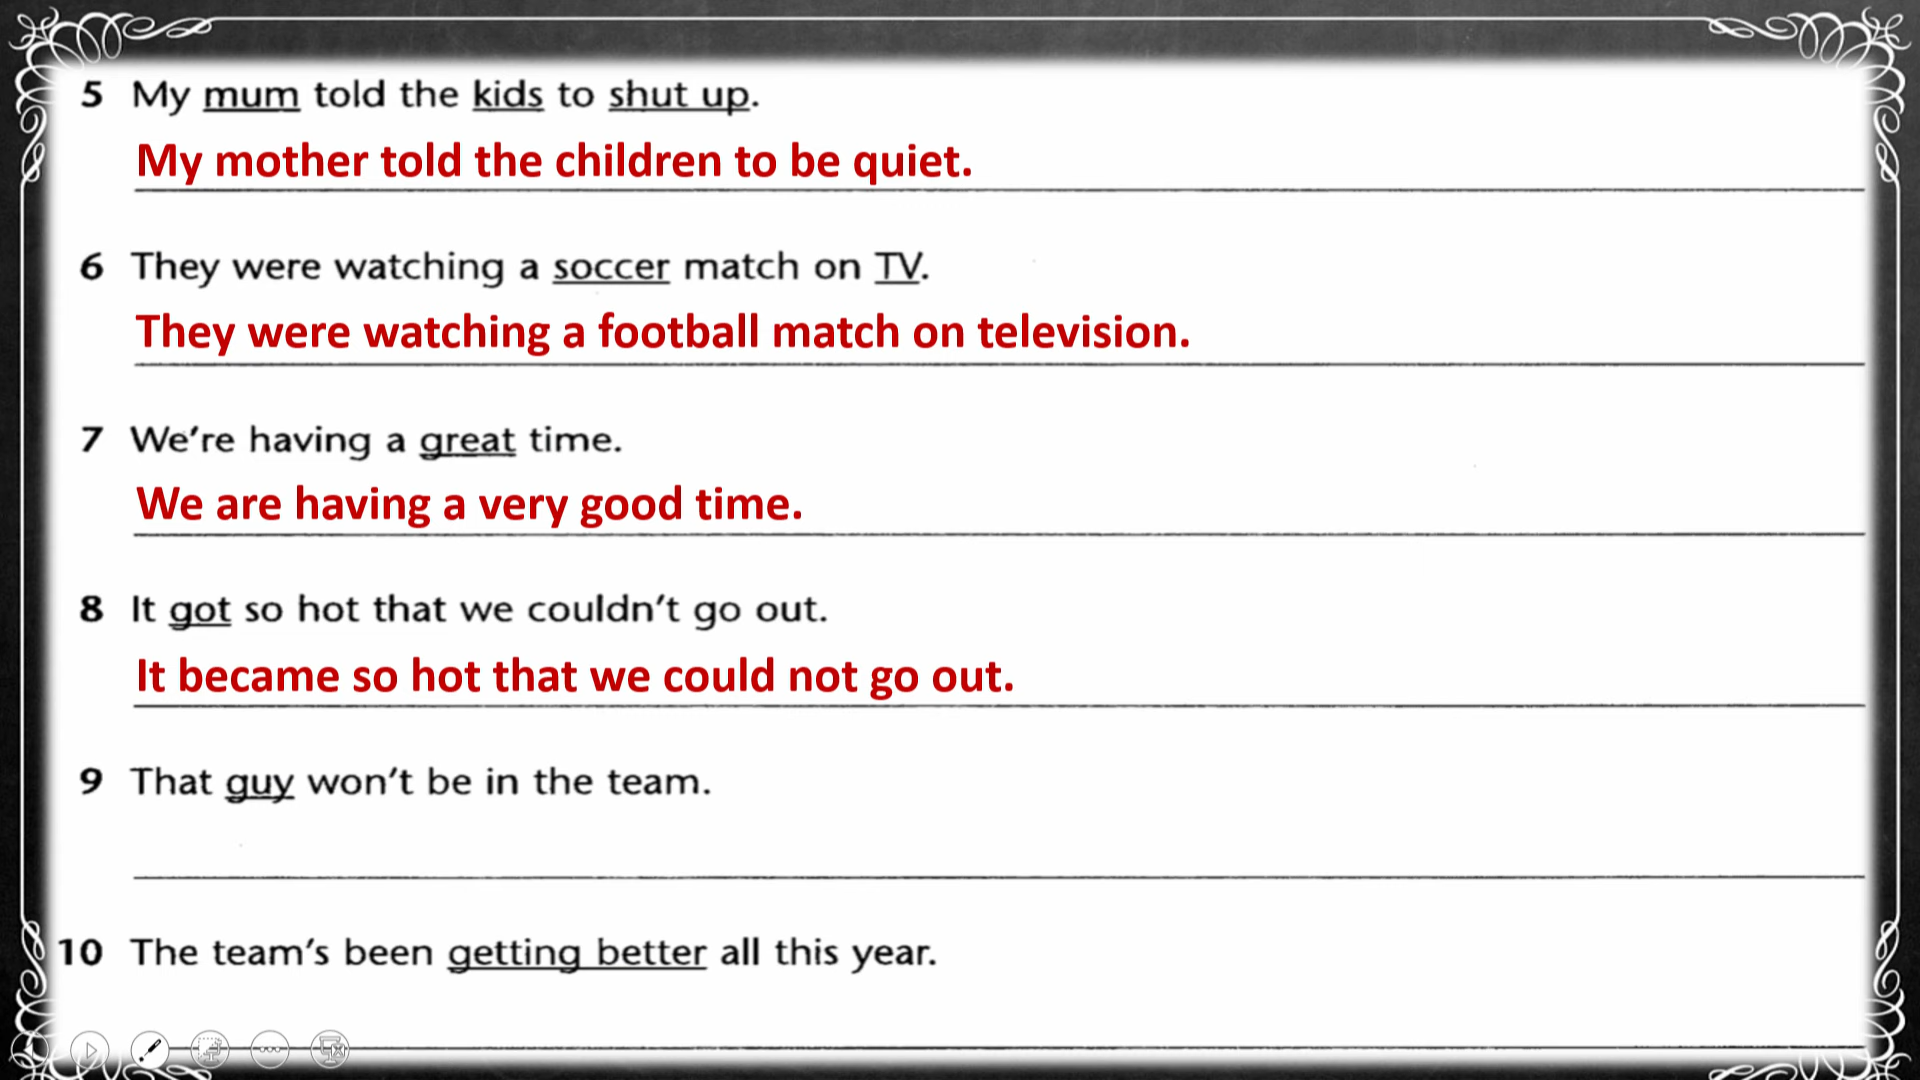 5 My mum told the kids to shut up.
My mother told the children to be quiet.
6 They were watching a soccer match on TV.
They were watching a football match on television.
7 We’re having a great time.
We are having a very good time.
8 It got so hot that we couldn’t go out.
It became so hot that we could not go out.
9 That guy won’t be in the team.
10 The team’s been getting better all this year.